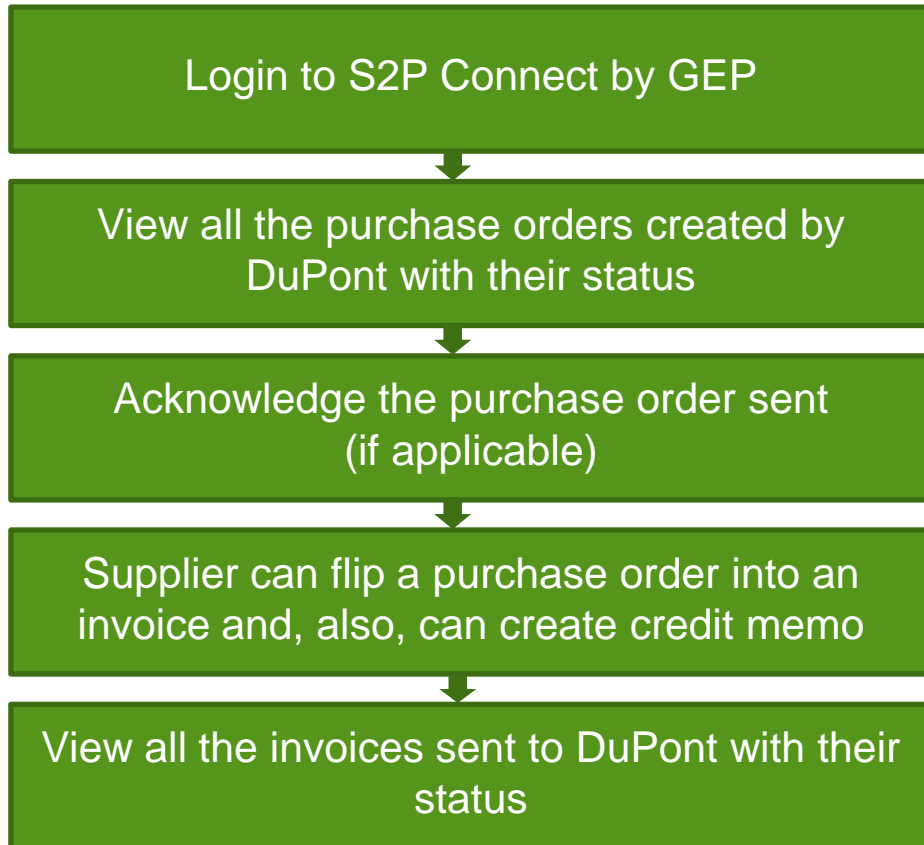 Login to S2P Connect by GEP
View all the purchase orders created by
DuPont with their status
Acknowledge the purchase order sent
(if applicable)
Supplier can flip a purchase order into an
invoice and, also, can create credit memo
View all the invoices sent to DuPont with their
status